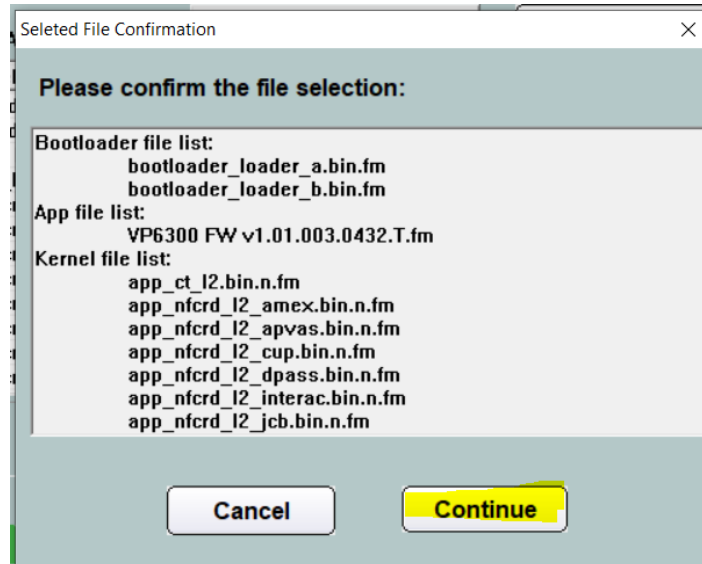 Seleted File Confirmation
Please confirm the file selection:
Bootloader file list:
bootloader_loader_a.bin.fm
bootloader_loader_b.bin.fm
App file list:
VP6300 FW v1.01.003.0432.T.fm
Kernel file list:
app_ct_l2.bin.n.fm
app_nfcrd_l2_amex.bin.n.fm
app_nfcrd_l2_apvas.bin.n.fm
app_nfcrd_l2_cup.bin.n.fm
app_nfcrd_l2_dpass.bin.n.fm
app_nfcrd_l2_interac.bin.n.fm
app_nfcrd_l2_jcb.bin.n.fm
Cancel Continue